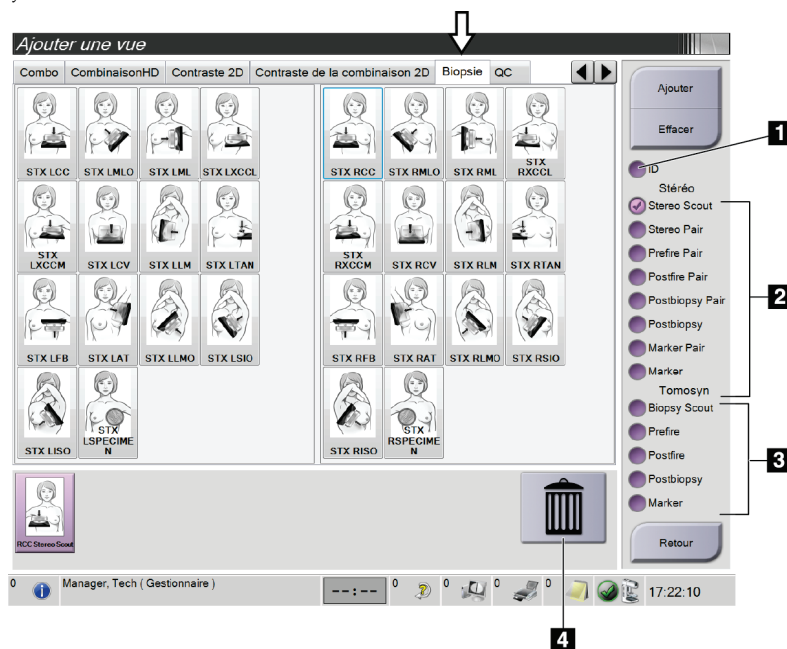 Ajouter une vue
Combo CombinaisonHD Contraste 2D Contraste de la combinaison 2D Biopsie QC
STX LCC STX LMLO STX LML STX LXCCL
STX RCC STX RMLO STX RML STX RXCCL
STX LXCCM STX LCV STX LLM STX LTAN
STX RXCCM STX RCV STX RLM STX RTAN
STX LFB STX LAT STX LLMO STX LSIO
STX RFB STX RAT STX RLMO STX RSIO
STX LISO STX LSPECIMEN
STX RISO STX RSPECIMEN
RCC Stereo Scout
Ajouter
Effacer
1
ID
Stéréo
Stereo Scout
Stereo Pair
Prefire Pair
Postfire Pair
2
Postbiopsy Pair
Postbiopsy
Marker Pair
Marker
Tomosyn
Biopsy Scout
Prefire
Postfire
3
Postbiopsy
Marker
Retour
0 Manager, Tech ( Gestionnaire ) --:-- 0 0 0 0 17:22:10
4